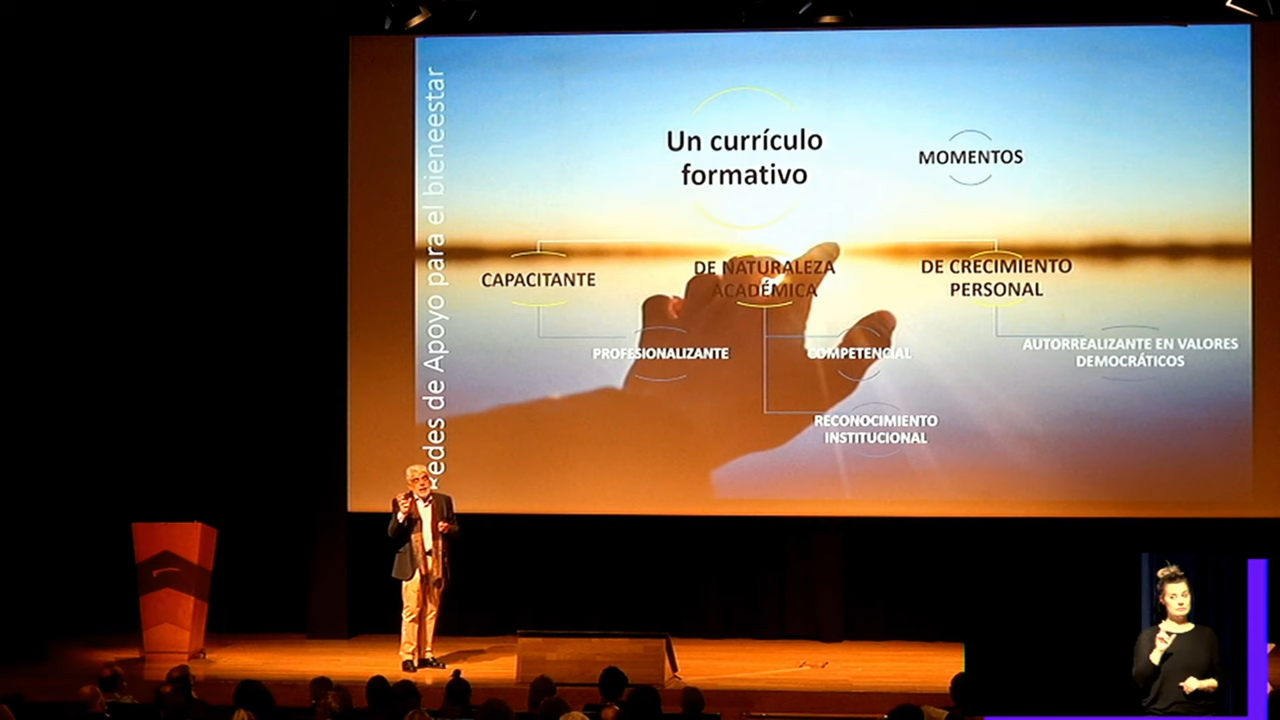 Redes de Apoyo para el bieneestar
Un currículo
formativo
MOMENTOS
CAPACITANTE
DE NATURALEZA
ACADÉMICA
DE CRECIMIENTO
PERSONAL
PROFESIONALIZANTE
COMPETENCIAL
AUTORREALIZANTE EN VALORES
DEMOCRÁTICOS
RECONOCIMIENTO
INSTITUCIONAL